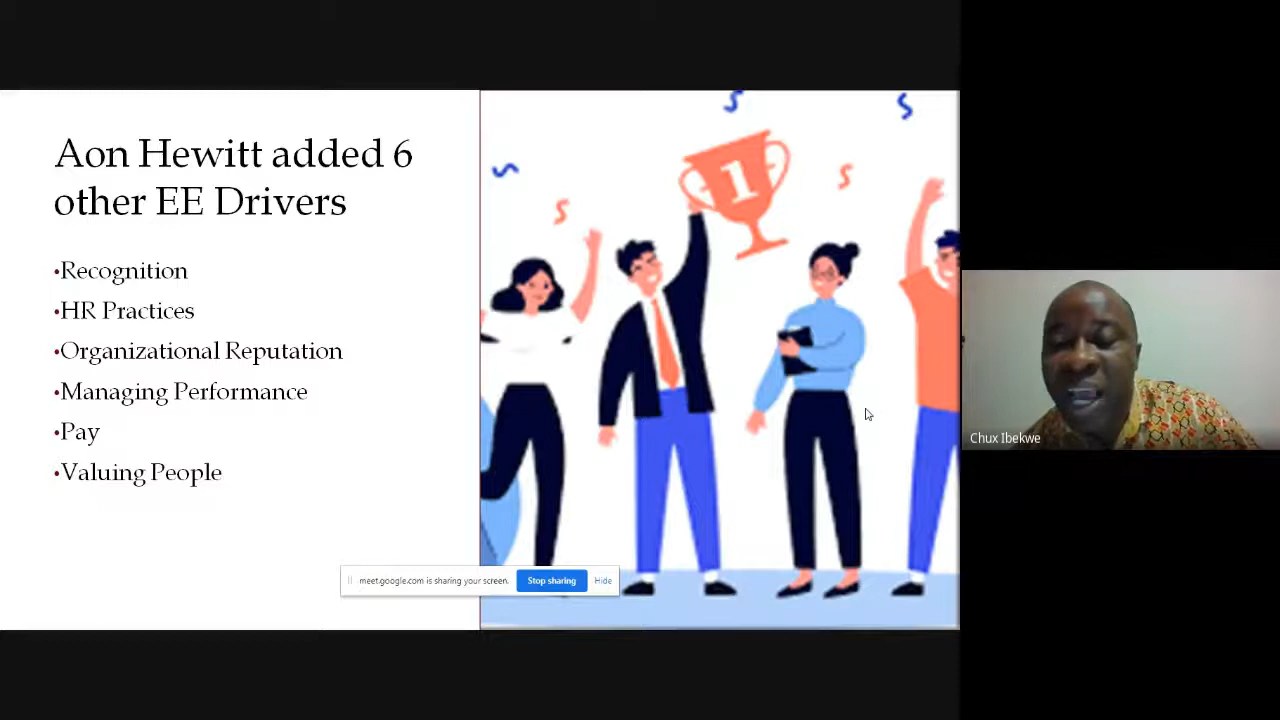 Aon Hewitt added 6
other EE Drivers
•Recognition
•HR Practices
•Organizational Reputation
•Managing Performance
•Pay
•Valuing People
1
meet.google.com is sharing your screen. Stop sharing Hide
Chux Ibekwe